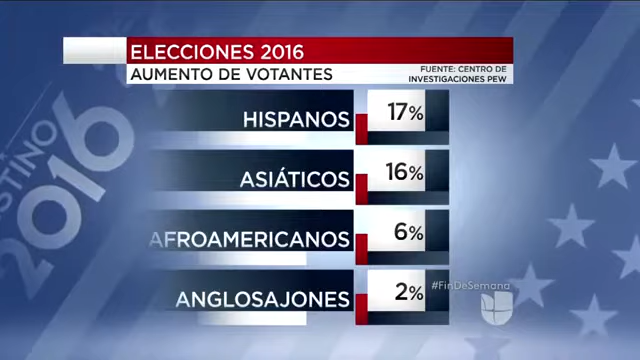 ELECCIONES 2016
AUMENTO DE VOTANTES
FUENTE: CENTRO DE
INVESTIGACIONES PEW
HISPANOS 17%
ASIÁTICOS 16%
AFROAMERICANOS 6%
ANGLOSAJONES 2%
#FinDeSemana
STINO
2016